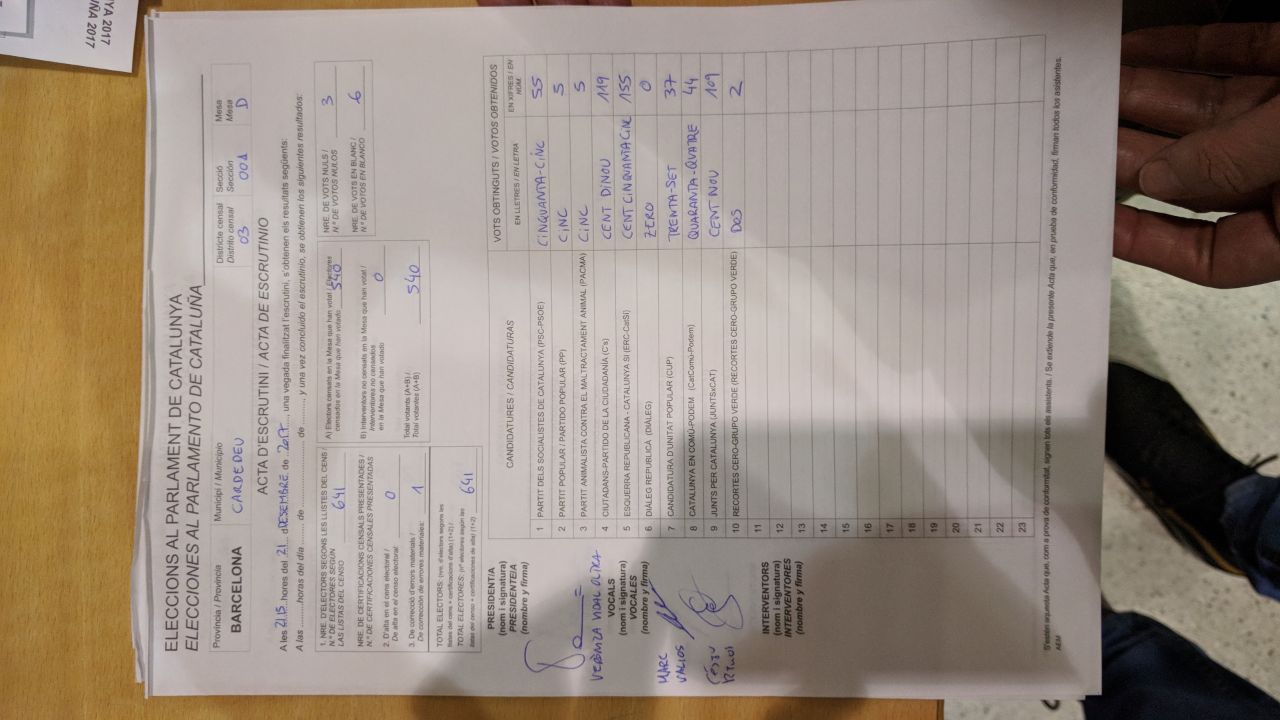 YA 2017
ÑA 2017
ELECCIONS AL PARLAMENT DE CATALUNYA
ELECCIONES AL PARLAMENTO DE CATALUÑA
Provincia / Provincia
BARCELONA
Municipi / Municipio
CARDEDEU
Districte censal
Distrito censal
03
Secció
Sección
001
Mesa
Mesa
D
ACTA D'ESCRUTINI / ACTA DE ESCRUTINIO
A les 21.15 hores del 21 d DESEMBRE de 2017, una vegada finalitzat l'escrutini, s'obtenen els resultats següents:
A las ............horas del día ............ de ............ de ............ y una vez concluido el escrutinio, se obtienen los siguientes resultados:
1. NRE. D'ELECTORS SEGONS LES LLISTES DEL CENS /
N.º DE ELECTORES SEGÚN
LAS LISTAS DEL CENSO 641
NRE. DE CERTIFICACIONS CENSALS PRESENTADES /
N.º DE CERTIFICACIONES CENSALES PRESENTADAS
2. D'alta en el cens electoral /
De alta en el censo electoral: 0
3. De correcció d'errors materials /
De corrección de errores materiales: 1
TOTAL ELECTORS: (nre. d'electors segons les
llistes del cens + certificacions d'alta) (1+2) /
TOTAL ELECTORES: (nº electores según las
listas del censo + certificaciones de alta) (1+2) 641
A) Electors censats en la Mesa que han votat / Electores
censados en la Mesa que han votado 540
B) Interventors no censats en la Mesa que han votat /
Interventores no censados
en la Mesa que han votado 0
Total votants (A+B) /
Total votantes (A+B) 540
NRE. DE VOTS NULS /
N.º DE VOTOS NULOS 3
NRE. DE VOTS EN BLANC /
N.º DE VOTOS EN BLANCO 6
CANDIDATURES / CANDIDATURAS
VOTS OBTINGUTS / VOTOS OBTENIDOS
EN LLETRES / EN LETRA
EN XIFRES / EN NÚM.
1 PARTIT DELS SOCIALISTES DE CATALUNYA (PSC-PSOE) CINQUANTA-CINC 55
2 PARTIT POPULAR / PARTIDO POPULAR (PP) CINC 5
3 PARTIT ANIMALISTA CONTRA EL MALTRACTAMENT ANIMAL (PACMA) CINC 5
4 CIUTADANS-PARTIDO DE LA CIUDADANÍA (C's) CENT DINOU 119
5 ESQUERRA REPUBLICANA - CATALUNYA SÍ (ERC-CatSí) CENT CINQUANTA CINC 155
6 DIÀLEG REPUBLICÀ (DIÀLEG) ZERO 0
7 CANDIDATURA D'UNITAT POPULAR (CUP) TRENTA-SET 37
8 CATALUNYA EN COMÚ-PODEM (CatComú-Podem) QUARANTA-QUATRE 44
9 JUNTS PER CATALUNYA (JUNTSxCAT) CENT NOU 109
10 RECORTES CERO-GRUPO VERDE (RECORTES CERO-GRUPO VERDE) DOS 2
11
12
13
14
15
16
17
18
19
20
21
22
23
PRESIDENTIA
(nom i signatura)
PRESIDENTE/A
(nombre y firma)
VERÒNICA VIDAL
VOCALS
(nom i signatura)
VOCALES
(nombre y firma)
MARC
INTERVENTORS
(nom i signatura)
INTERVENTORES
(nombre y firma)
S'estén aquesta Acta que, com a prova de conformitat, signen tots els assistents. / Se extiende la presente Acta que, en prueba de conformidad, firman todos los asistentes.